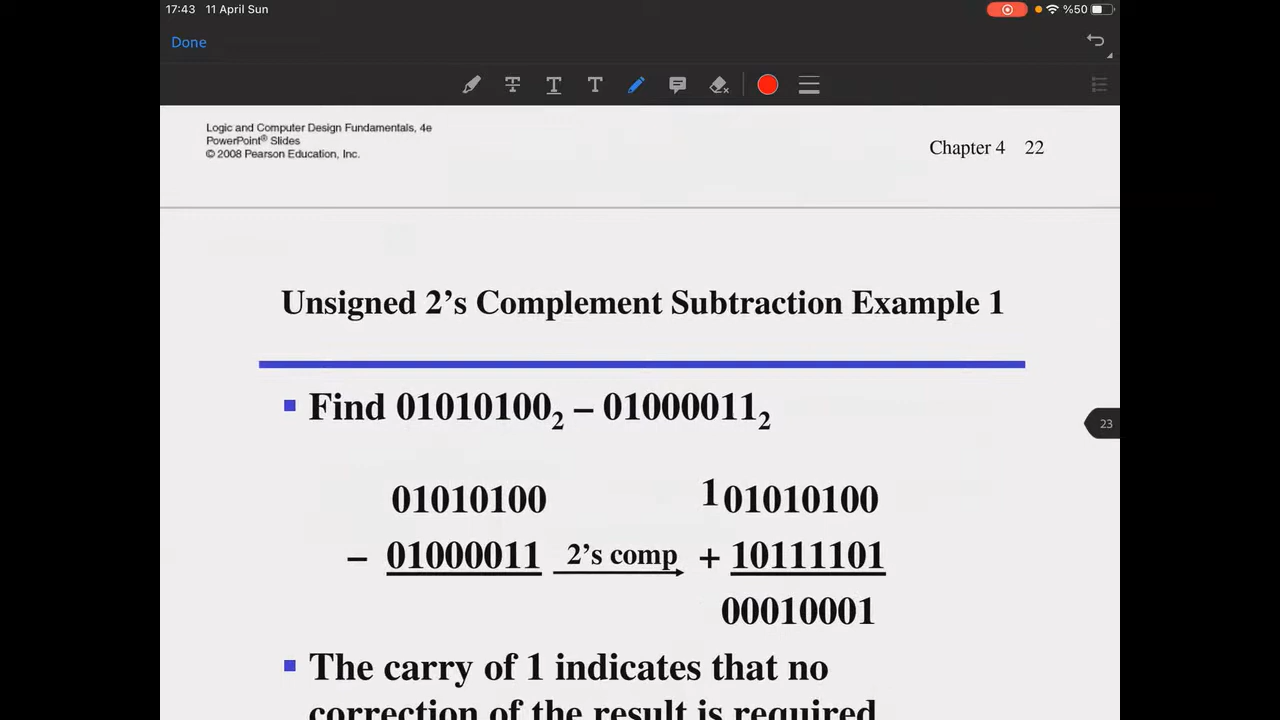 17:43 11 April Sun %50
Done
Logic and Computer Design Fundamentals, 4e
PowerPoint® Slides
© 2008 Pearson Education, Inc.
Chapter 4 22
Unsigned 2’s Complement Subtraction Example 1
Find 01010100₂ – 01000011₂
23
01010100 1 01010100
– 01000011 2’s comp + 10111101
00010001
The carry of 1 indicates that no
correction of the result is required